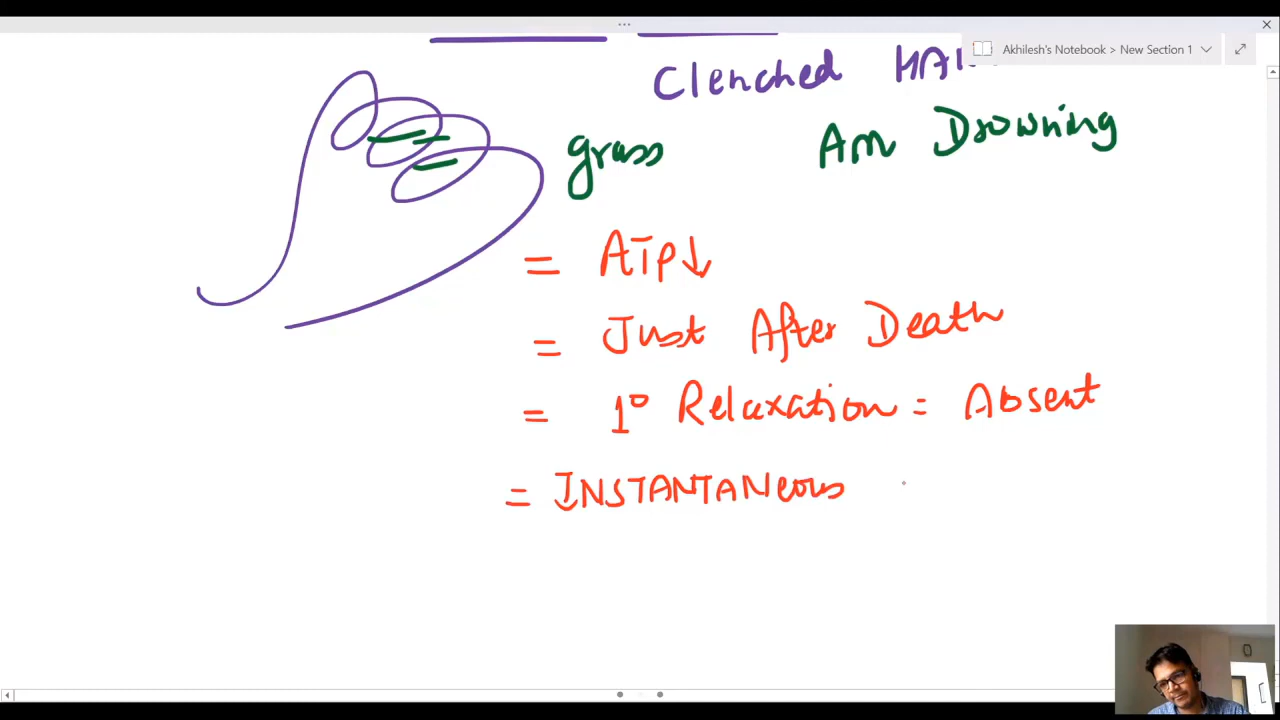 Akhilesh's Notebook > New Section 1
Clenched
grass Am Drowning
= ATP↓
= Just After Death
= 1° Relaxation = Absent
= INSTANTANeous